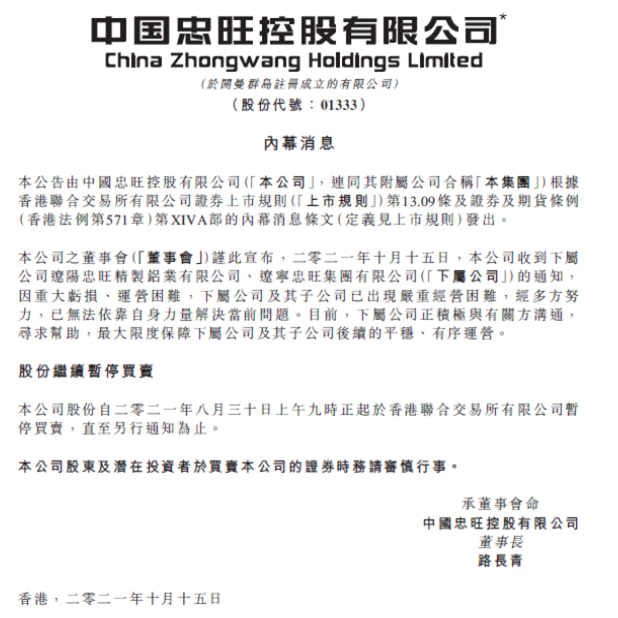 中国忠旺控股有限公司*
China Zhongwang Holdings Limited
(於開曼群島註冊成立的有限公司)
(股份代號：01333)
內幕消息
本公告由中國忠旺控股有限公司(「本公司」，連同其附屬公司合稱「本集團」)根據
香港聯合交易所有限公司證券上市規則(「上市規則」)第13.09條及證券及期貨條例
(香港法例第571章)第XIVA部的內幕消息條文(定義見上市規則)發出。
本公司之董事會(「董事會」)謹此宣布，二零二一年十月十五日，本公司收到下屬
公司遼陽忠旺精製鋁業有限公司、遼寧忠旺集團有限公司(「下屬公司」)的通知，
因重大虧損、運營困難，下屬公司及其子公司已出現嚴重經營困難，經多方努
力，已無法依靠自身力量解決當前問題。目前，下屬公司正積極與有關方溝通，
尋求幫助，最大限度保障下屬公司及其子公司後續的平穩、有序運營。
股份繼續暫停買賣
本公司股份自二零二一年八月三十日上午九時正起於香港聯合交易所有限公司暫
停買賣，直至另行通知為止。
本公司股東及潛在投資者於買賣本公司的證券時務請審慎行事。
承董事會命
中國忠旺控股有限公司
董事長
路長青
香港，二零二一年十月十五日